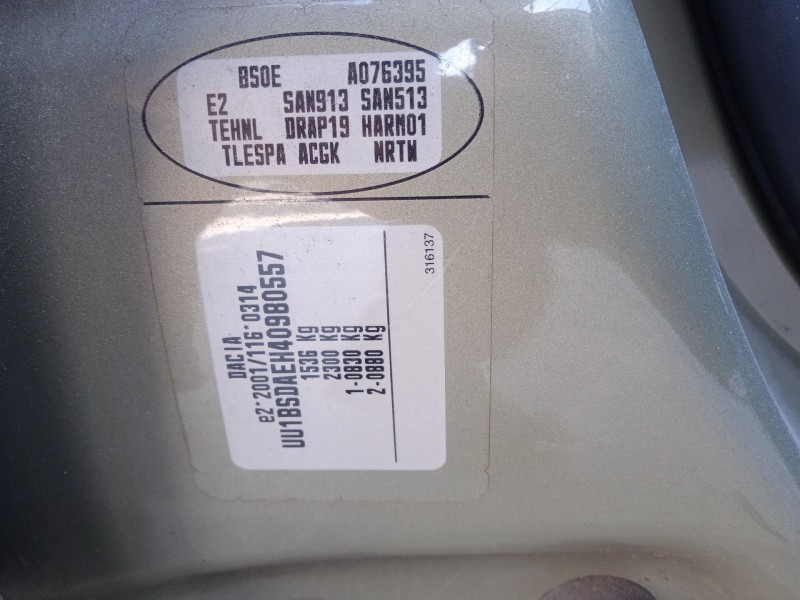 BS0E A076395
E2 SAN913 SAN513
TEHNL DRAP19 HARM01
TLESPA ACGK NRTW
DACIA
e2*2001/116*0314
UU1BSDAEH40980557
1536 Kg
2300 Kg
1-0830 Kg
2-0880 Kg
316137